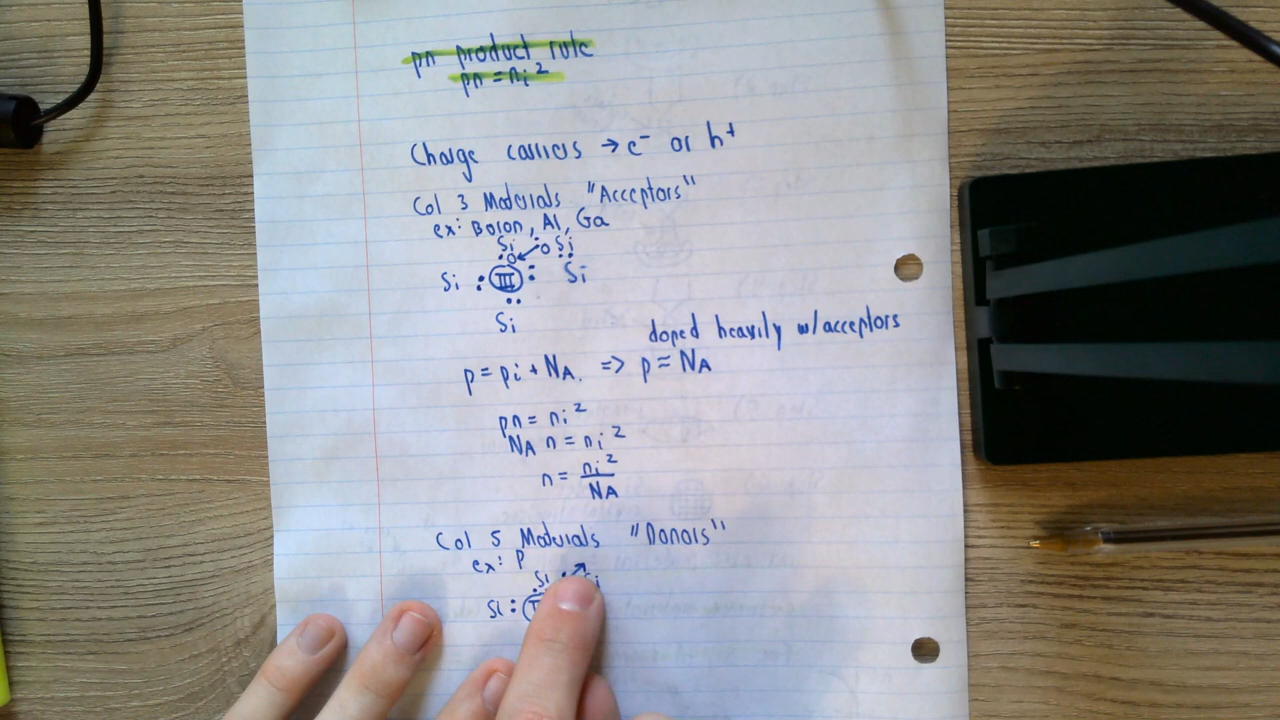 pn product rule
pn = ni²
Charge carriers → e⁻ or h⁺
Col 3 Materials "Acceptors"
ex: Boron, Al, Ga
Si Si
Si III Si
Si
doped heavily w/acceptors
p = pi + NA. => p ≈ NA
pn = ni²
NA n = ni²
n = ni²/NA
Col 5 Materials "Donors"
ex: P
Si Si
Si